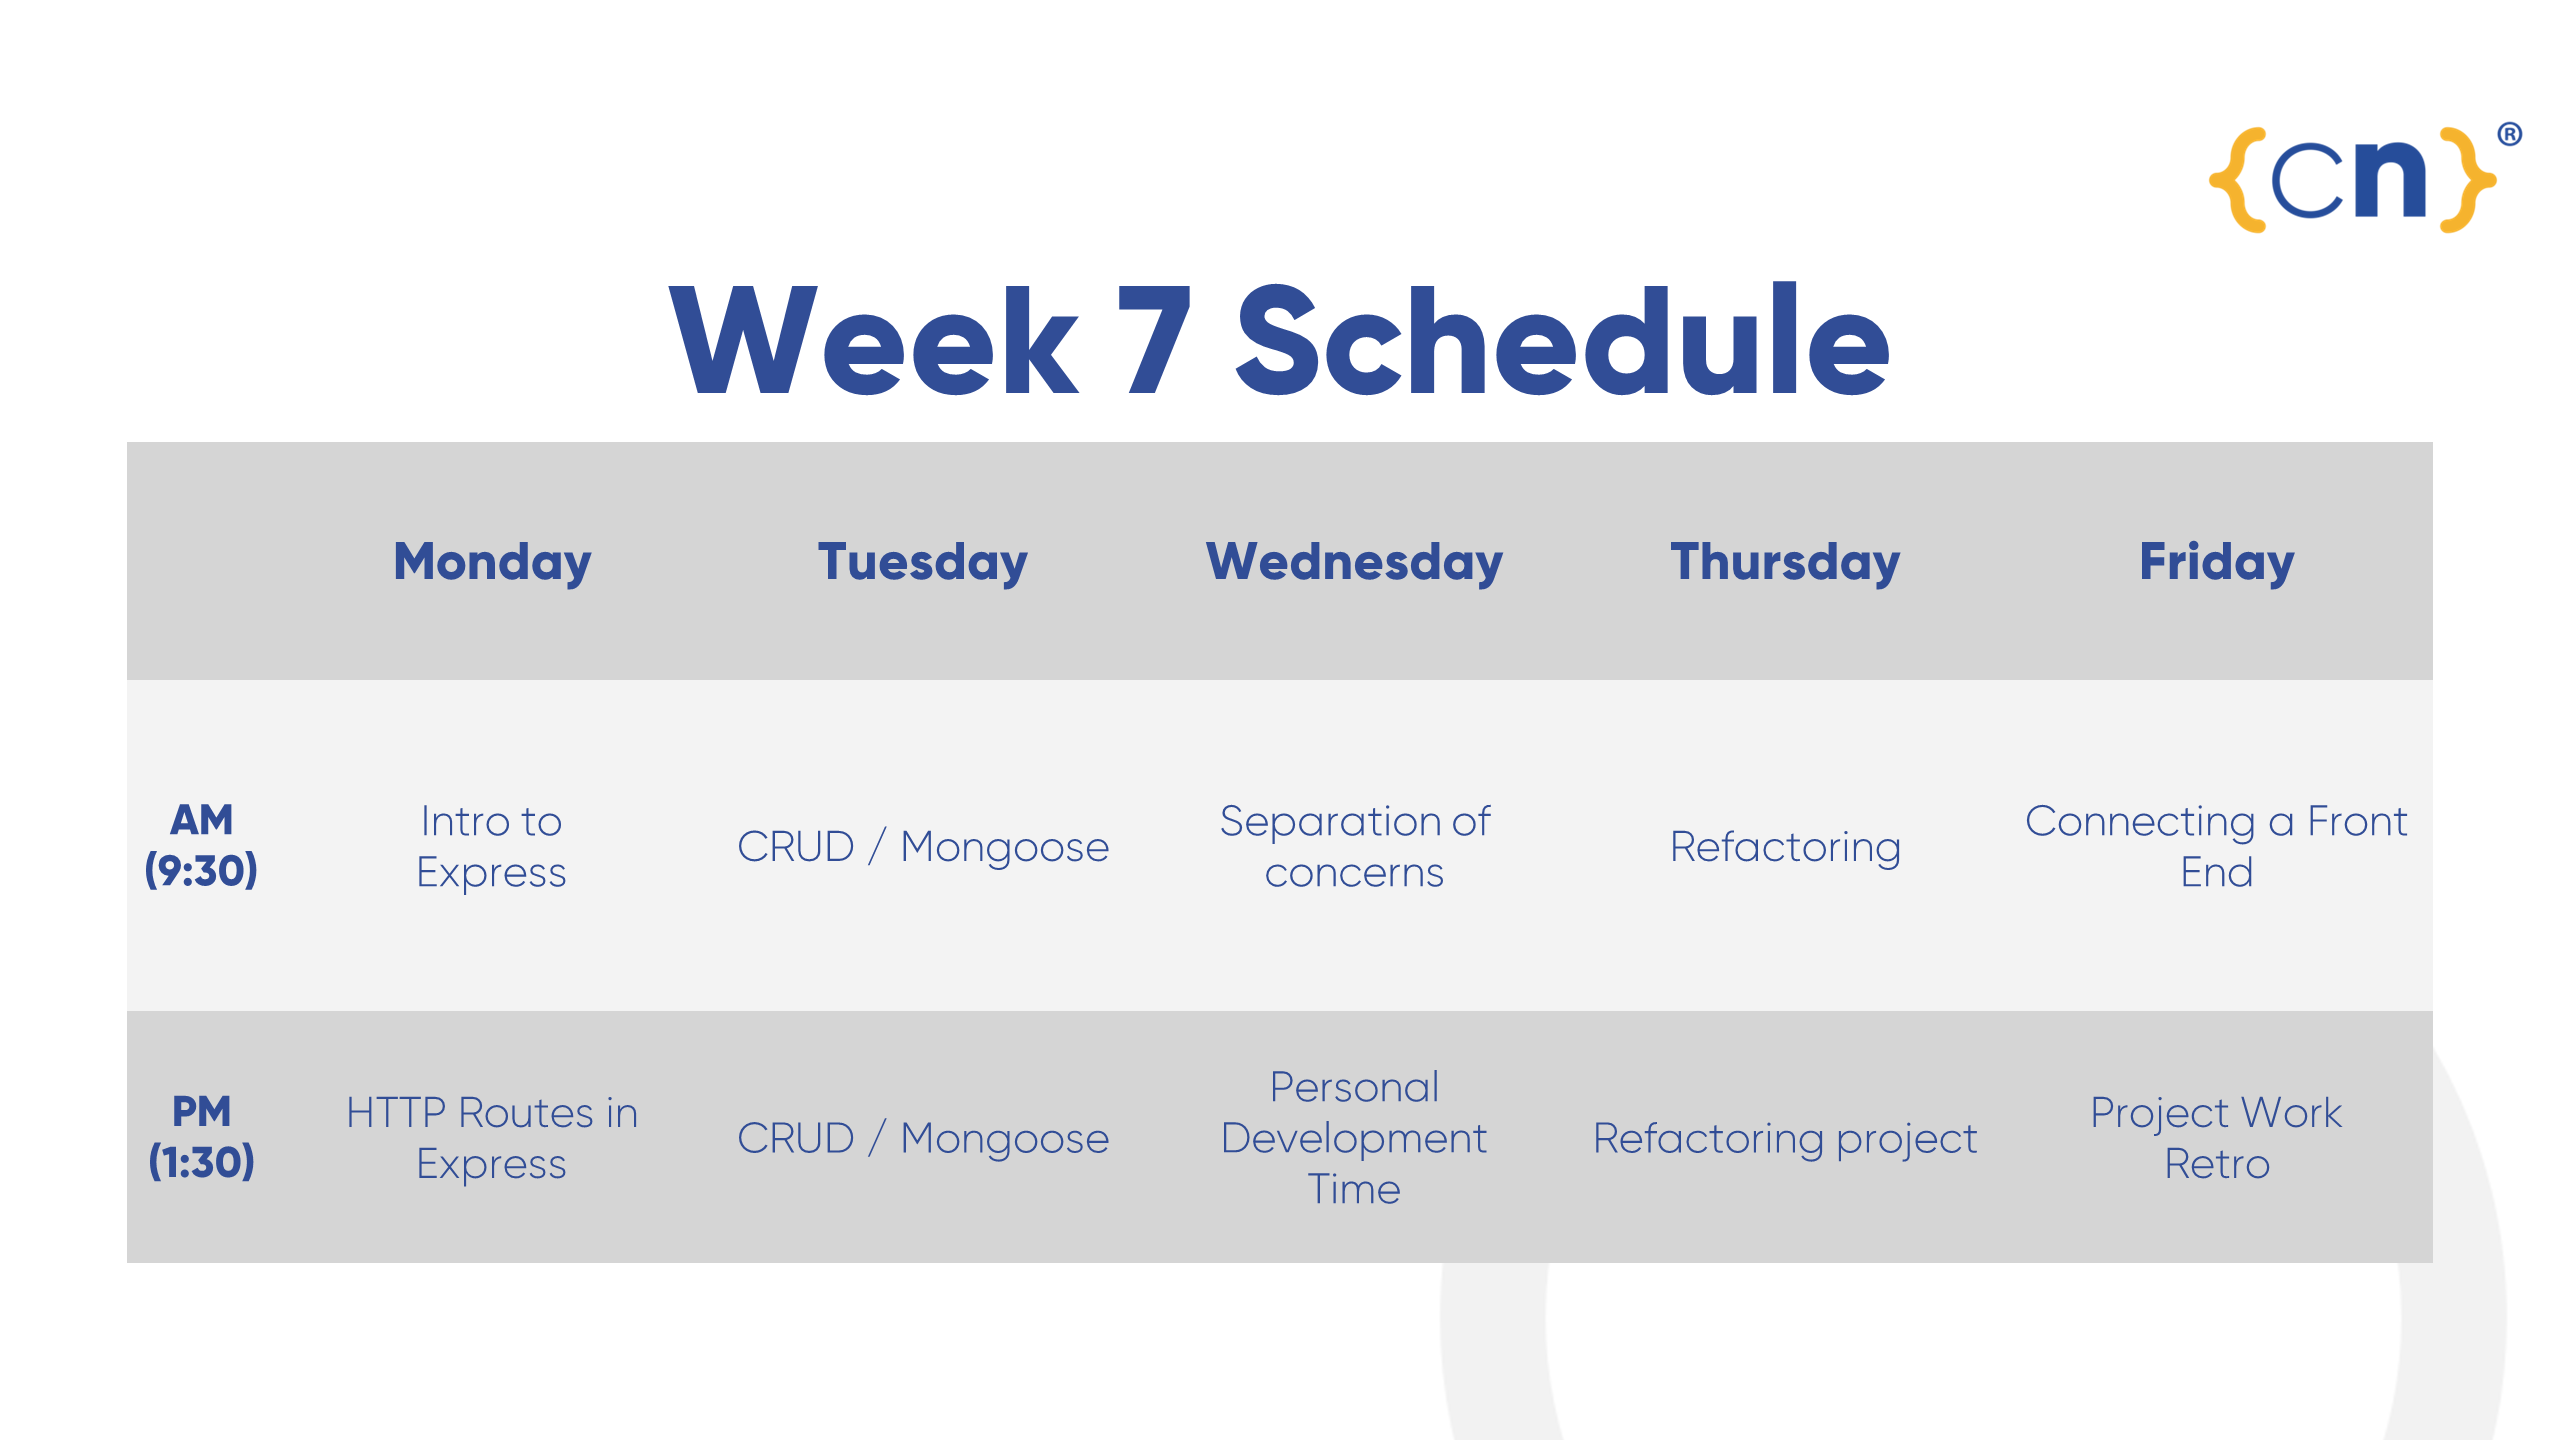 {cn}®
Week 7 Schedule
Monday Tuesday Wednesday Thursday Friday
AM
(9:30)
Intro to
Express
CRUD / Mongoose
Separation of
concerns
Refactoring
Connecting a Front
End
PM
(1:30)
HTTP Routes in
Express
CRUD / Mongoose
Personal
Development
Time
Refactoring project
Project Work
Retro